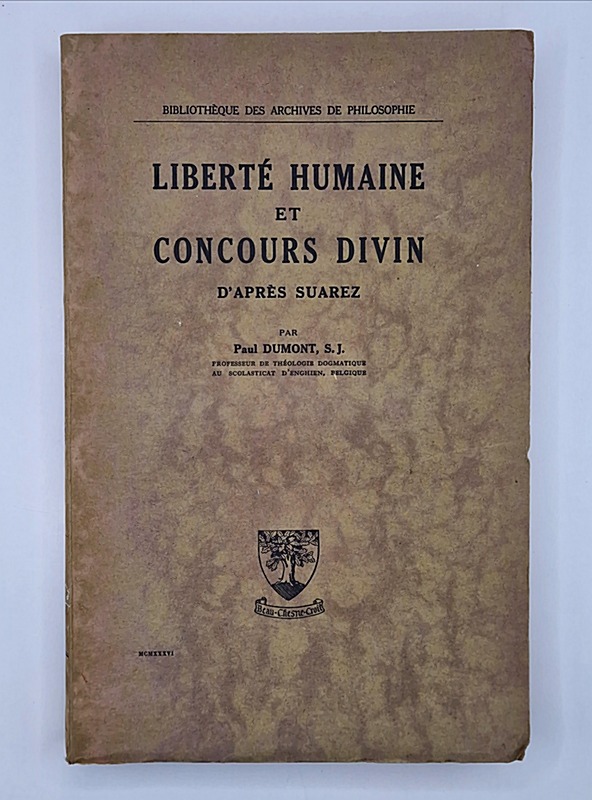 BIBLIOTHÈQUE DES ARCHIVES DE PHILOSOPHIE
LIBERTÉ HUMAINE
ET
CONCOURS DIVIN
D'APRÈS SUAREZ
PAR
Paul DUMONT, S. J.
PROFESSEUR DE THÉOLOGIE DOGMATIQUE
AU SCOLASTICAT D'ENGHIEN, BELGIQUE
Beau-Chesne-Croit
MCMXXXVI